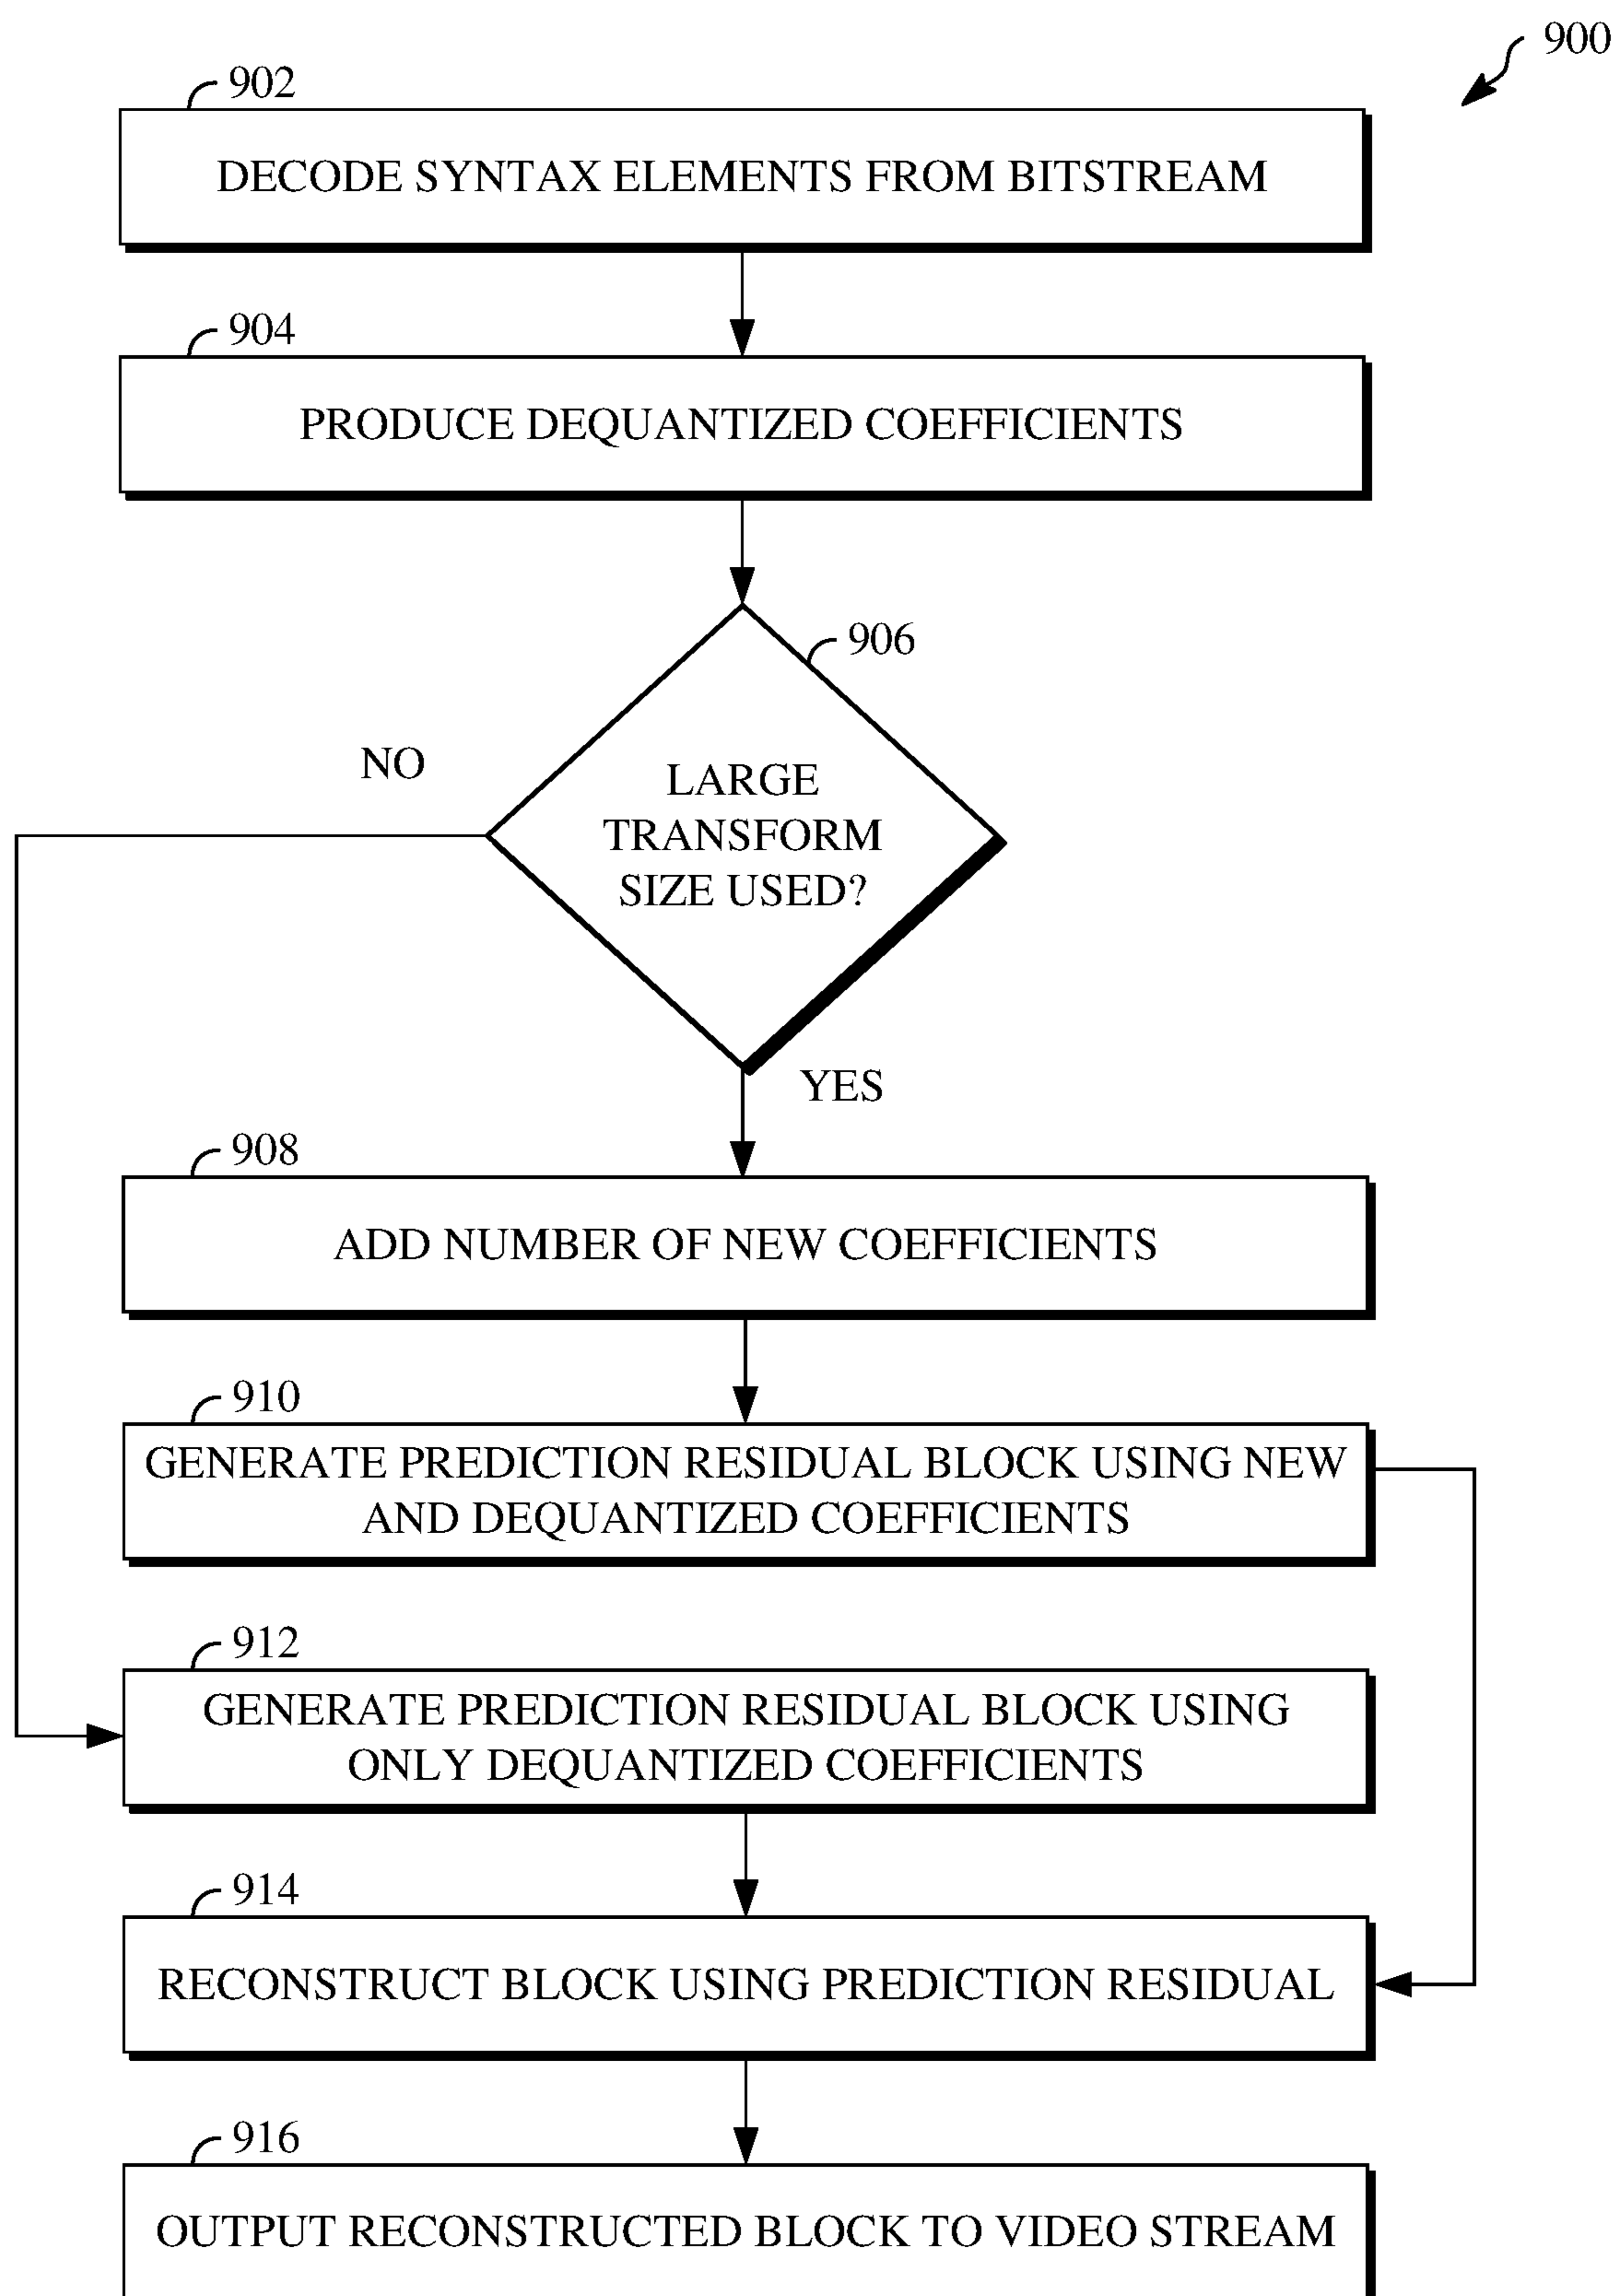 900
902
DECODE SYNTAX ELEMENTS FROM BITSTREAM
904
PRODUCE DEQUANTIZED COEFFICIENTS
906
NO
LARGE
TRANSFORM
SIZE USED?
YES
908
ADD NUMBER OF NEW COEFFICIENTS
910
GENERATE PREDICTION RESIDUAL BLOCK USING NEW
AND DEQUANTIZED COEFFICIENTS
912
GENERATE PREDICTION RESIDUAL BLOCK USING
ONLY DEQUANTIZED COEFFICIENTS
914
RECONSTRUCT BLOCK USING PREDICTION RESIDUAL
916
OUTPUT RECONSTRUCTED BLOCK TO VIDEO STREAM